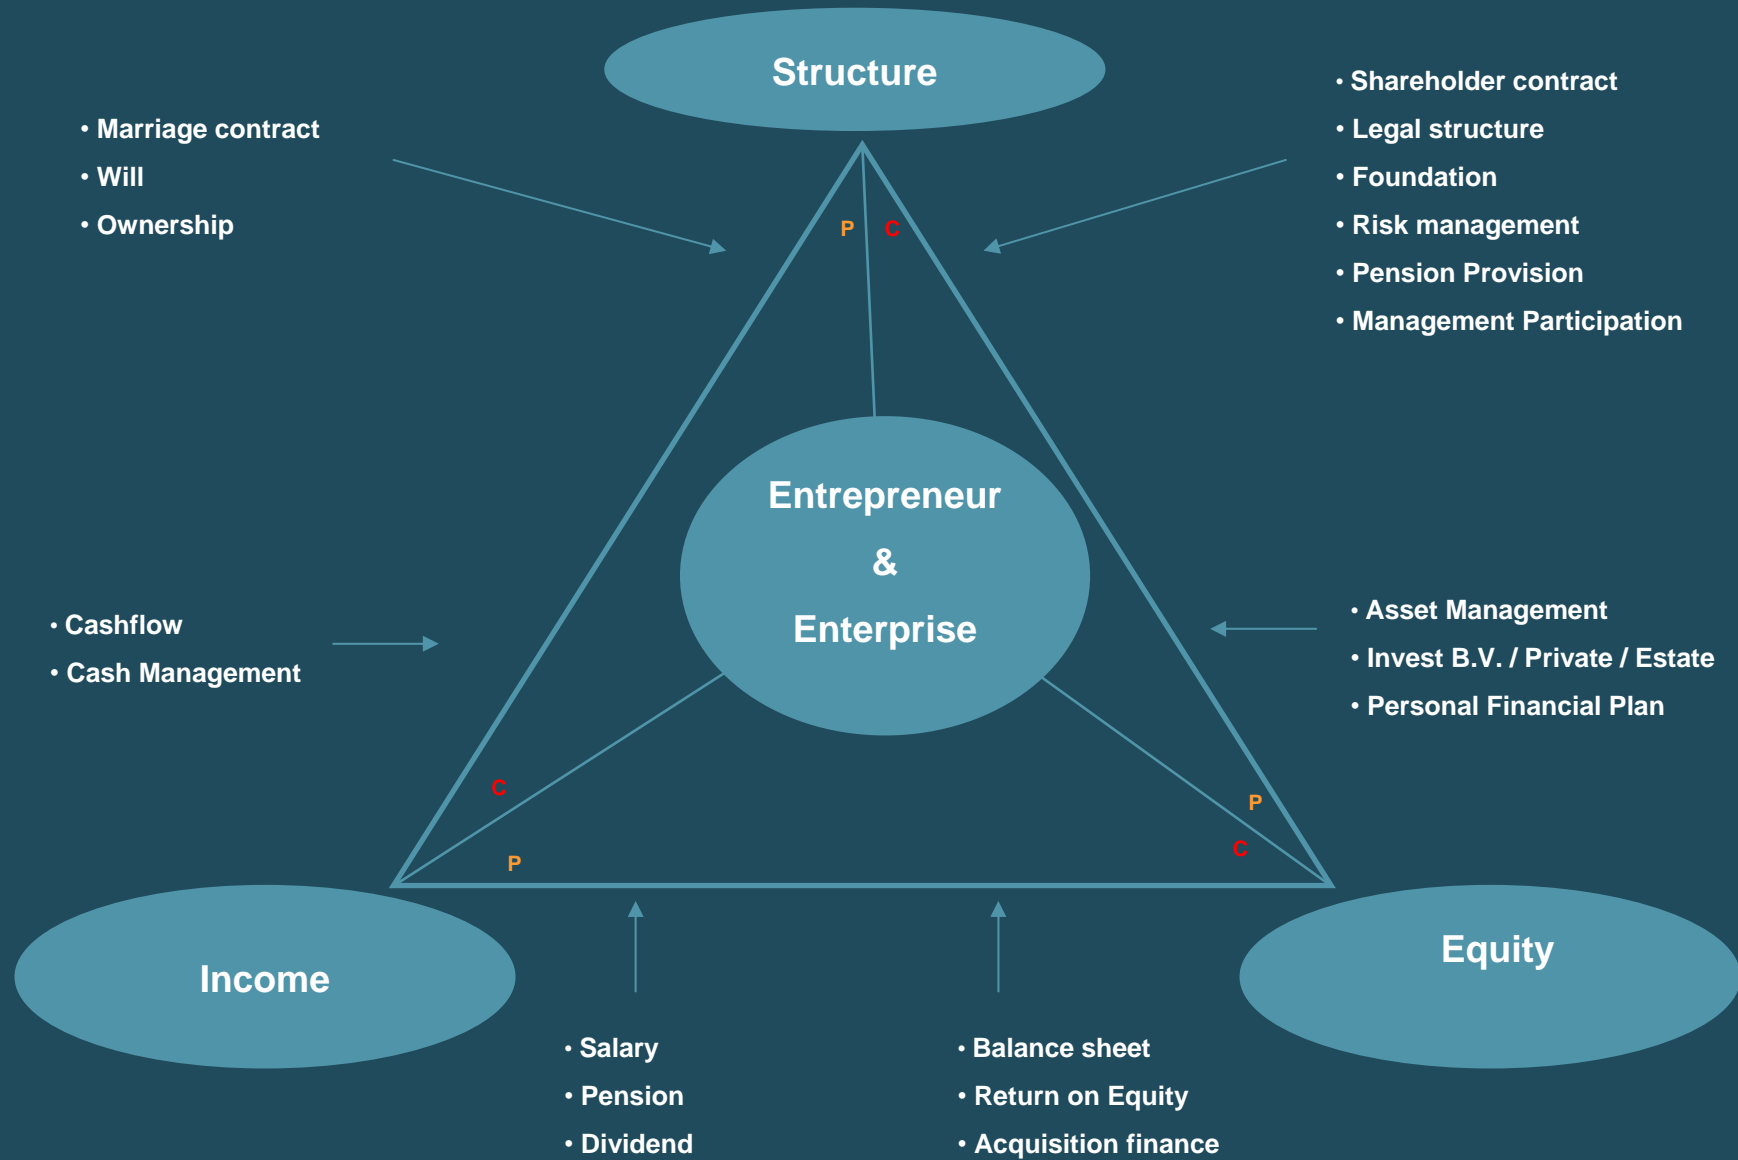 Structure
• Marriage contract
• Will
• Ownership
• Shareholder contract
• Legal structure
• Foundation
• Risk management
• Pension Provision
• Management Participation
P
C
Entrepreneur
&
Enterprise
• Cashflow
• Cash Management
• Asset Management
• Invest B.V. / Private / Estate
• Personal Financial Plan
C
P
P
C
Income
Equity
• Salary
• Pension
• Dividend
• Balance sheet
• Return on Equity
• Acquisition finance